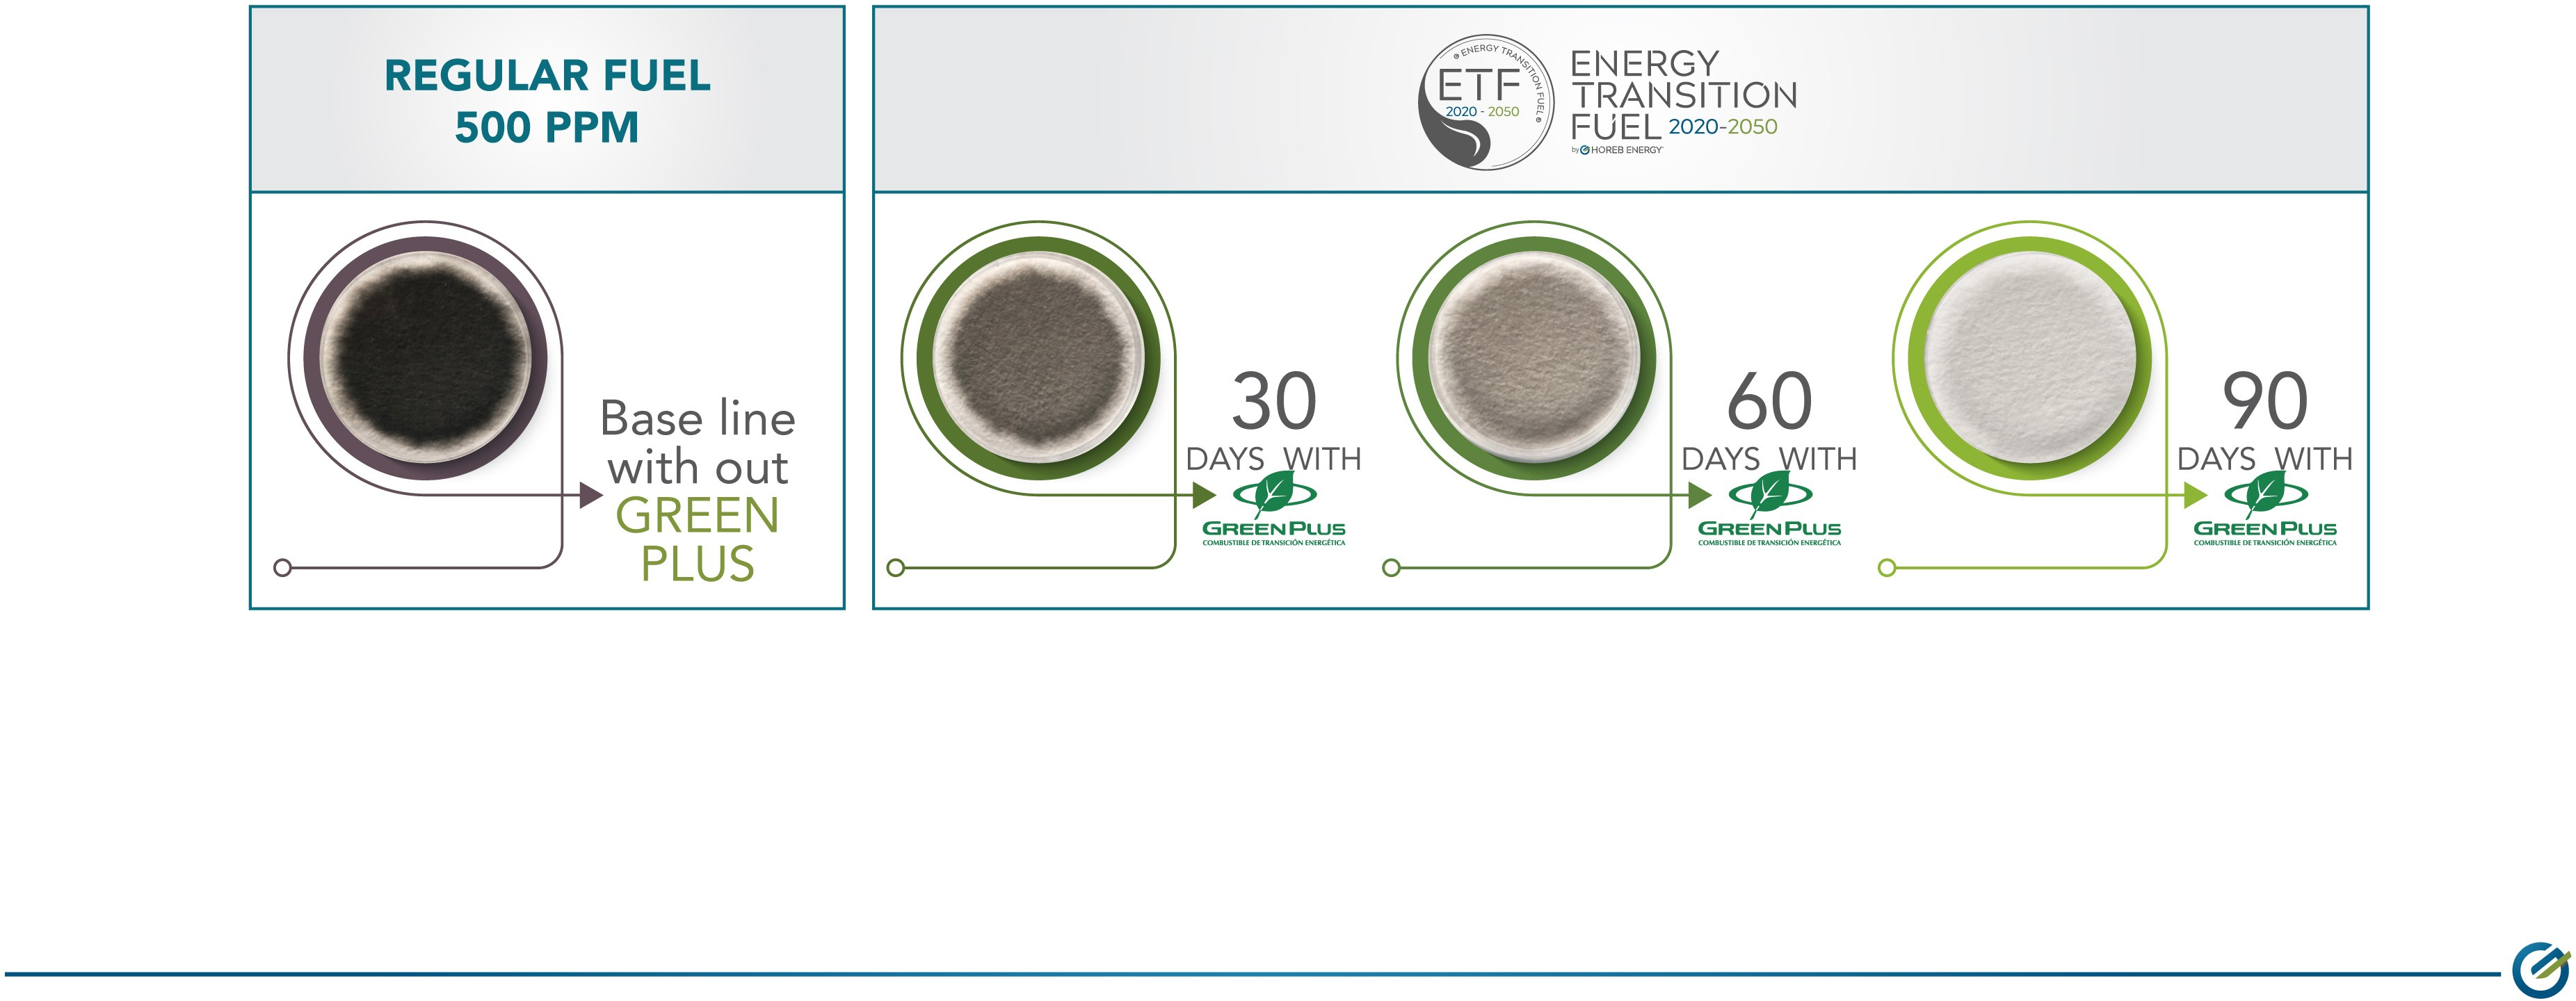 REGULAR FUEL
500 PPM
Base line
with out
GREEN
PLUS
® ENERGY TRANSITION FUEL ®
ETF
2020 - 2050
ENERGY
TRANSITION
FUEL 2020-2050
by HOREB ENERGY
30
DAYS WITH
GREENPLUS
COMBUSTIBLE DE TRANSICIÓN ENERGÉTICA
60
DAYS WITH
GREENPLUS
COMBUSTIBLE DE TRANSICIÓN ENERGÉTICA
90
DAYS WITH
GREENPLUS
COMBUSTIBLE DE TRANSICIÓN ENERGÉTICA